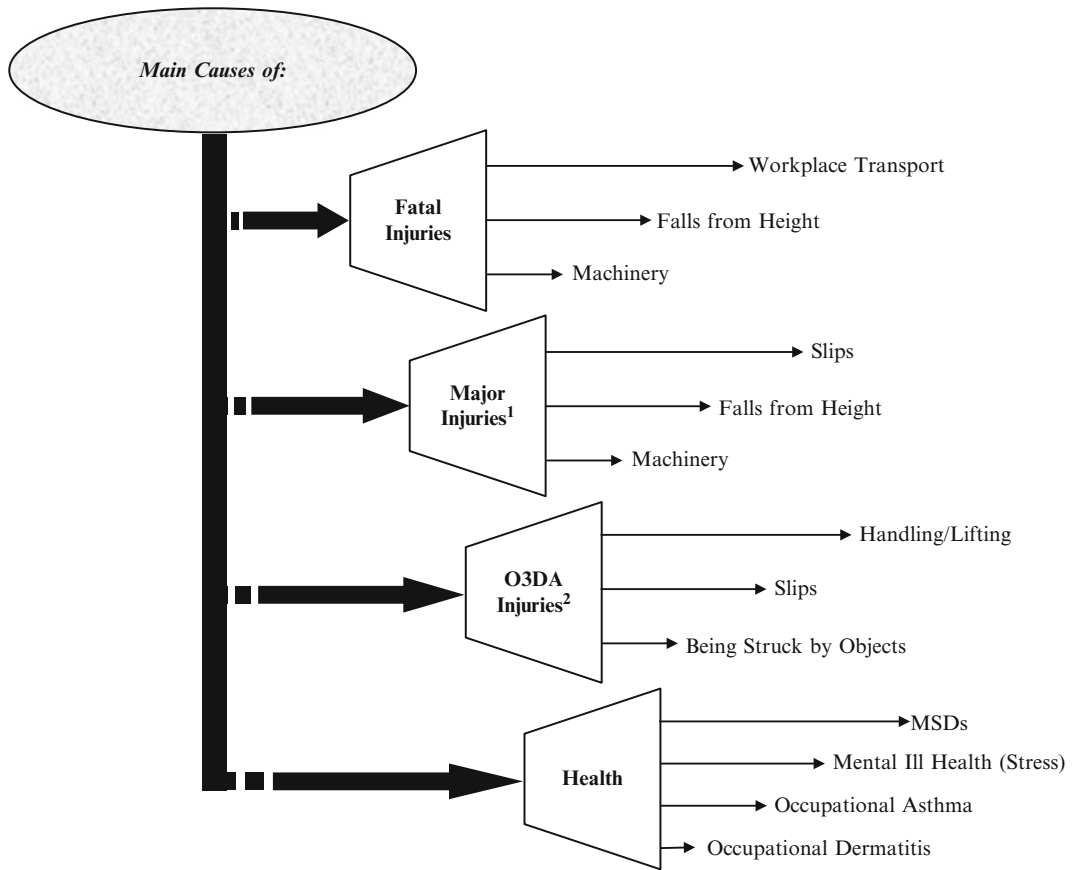 Main Causes of:
Fatal
Injuries
Workplace Transport
Falls from Height
Machinery
Major
Injuries¹
Slips
Falls from Height
Machinery
O3DA
Injuries²
Handling/Lifting
Slips
Being Struck by Objects
Health
MSDs
Mental Ill Health (Stress)
Occupational Asthma
Occupational Dermatitis